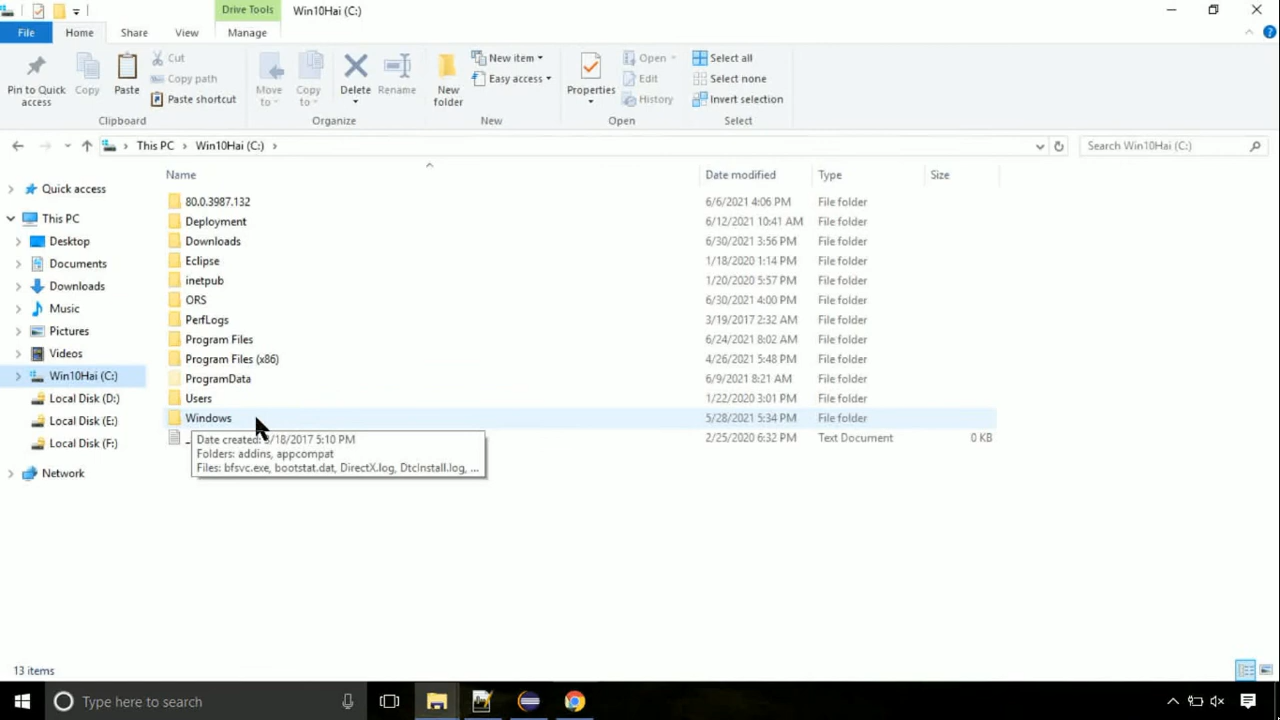 Drive Tools Win10Hai (C:)
File Home Share View Manage
Pin to Quick access
Copy
Paste
Cut
Copy path
Paste shortcut
Clipboard
Move to
Copy to
Delete
Rename
Organize
New folder
New item
Easy access
New
Properties
Open
Edit
History
Open
Select all
Select none
Invert selection
Select
This PC Win10Hai (C:)
Search Win10Hai (C:)
Quick access
This PC
Desktop
Documents
Downloads
Music
Pictures
Videos
Win10Hai (C:)
Local Disk (D:)
Local Disk (E:)
Local Disk (F:)
Network
Name Date modified Type Size
80.0.3987.132 6/6/2021 4:06 PM File folder
Deployment 6/12/2021 10:41 AM File folder
Downloads 6/30/2021 3:56 PM File folder
Eclipse 1/18/2020 1:14 PM File folder
inetpub 1/20/2020 5:57 PM File folder
ORS 6/30/2021 4:00 PM File folder
PerfLogs 3/19/2017 2:32 AM File folder
Program Files 6/24/2021 8:02 AM File folder
Program Files (x86) 4/26/2021 5:48 PM File folder
ProgramData 6/9/2021 8:21 AM File folder
Users 1/22/2020 3:01 PM File folder
Windows 5/28/2021 5:34 PM File folder
2/25/2020 6:32 PM Text Document 0 KB
Date created: /18/2017 5:10 PM
Folders: addins, appcompat
Files: bfsvc.exe, bootstat.dat, DirectX.log, DtcInstall.log, ...
13 items
Type here to search